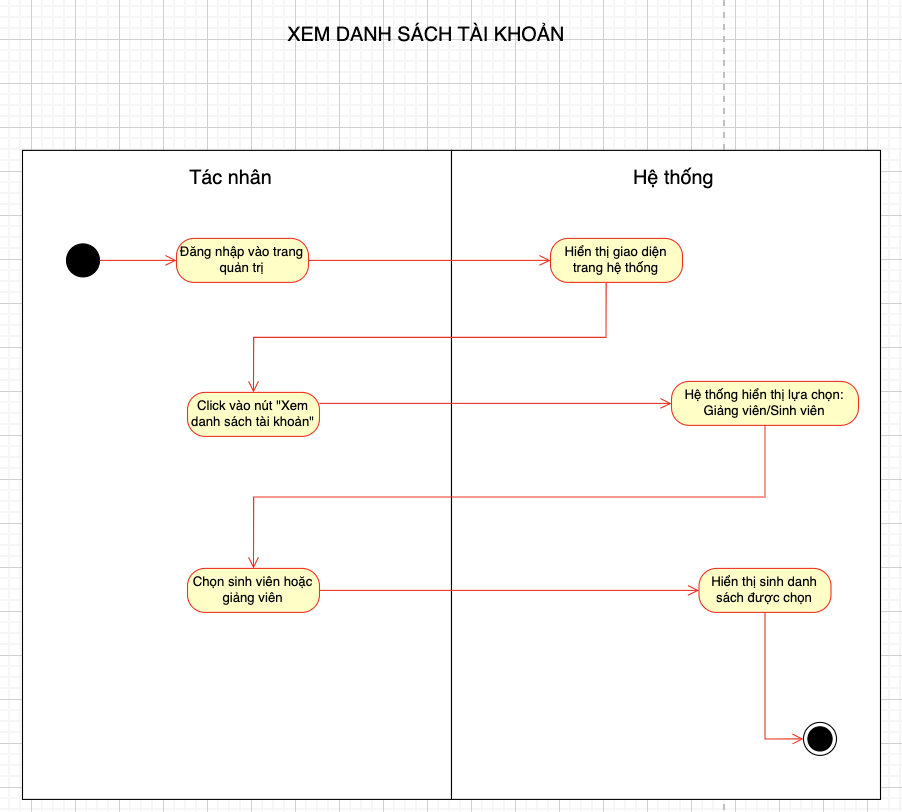 XEM DANH SÁCH TÀI KHOẢN
Tác nhân
Hệ thống
Đăng nhập vào trang
quản trị
Hiển thị giao diện
trang hệ thống
Click vào nút "Xem
danh sách tài khoản"
Hệ thống hiển thị lựa chọn:
Giảng viên/Sinh viên
Chọn sinh viên hoặc
giảng viên
Hiển thị sinh danh
sách được chọn